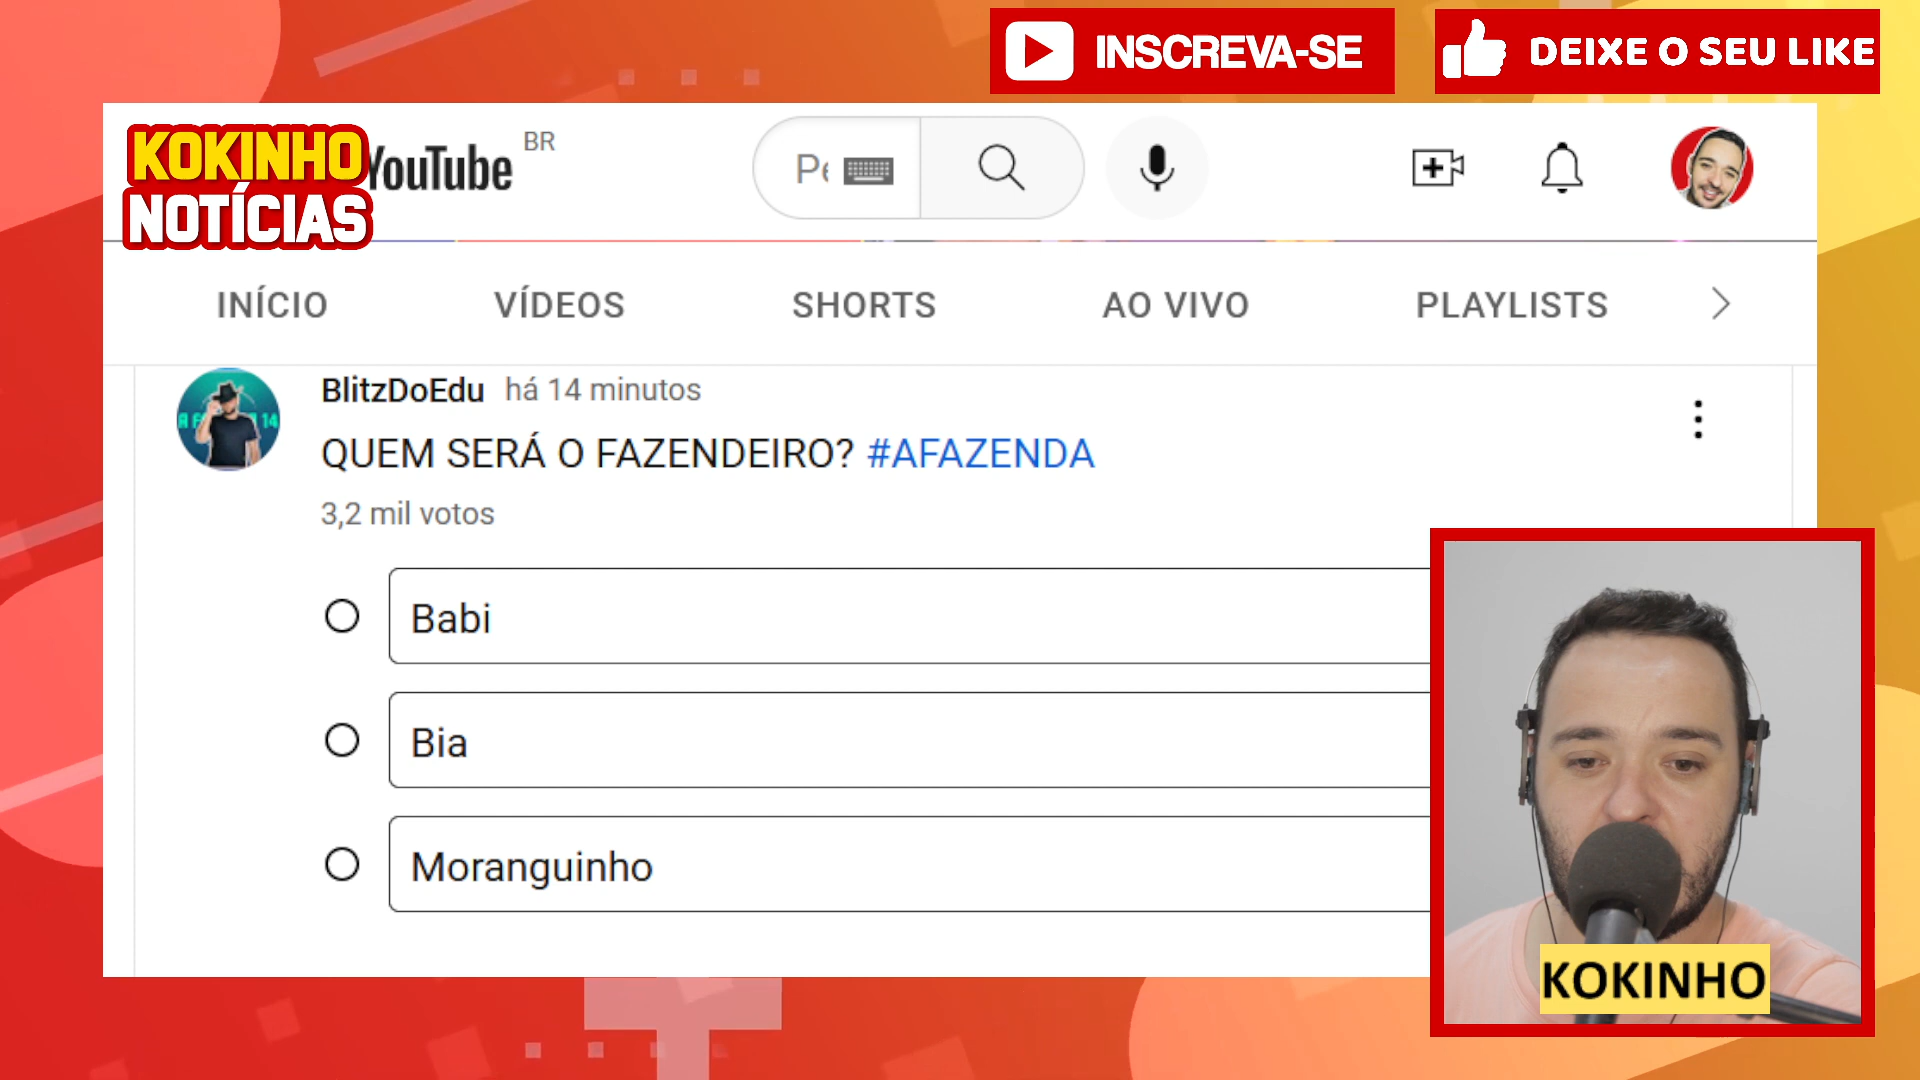 INSCREVA-SE
DEIXE O SEU LIKE
KOKINHO
NOTÍCIAS
YouTube
BR
Pe
INÍCIO
VÍDEOS
SHORTS
AO VIVO
PLAYLISTS
BlitzDoEdu há 14 minutos
QUEM SERÁ O FAZENDEIRO? #AFAZENDA
3,2 mil votos
Babi
Bia
Moranguinho
KOKINHO